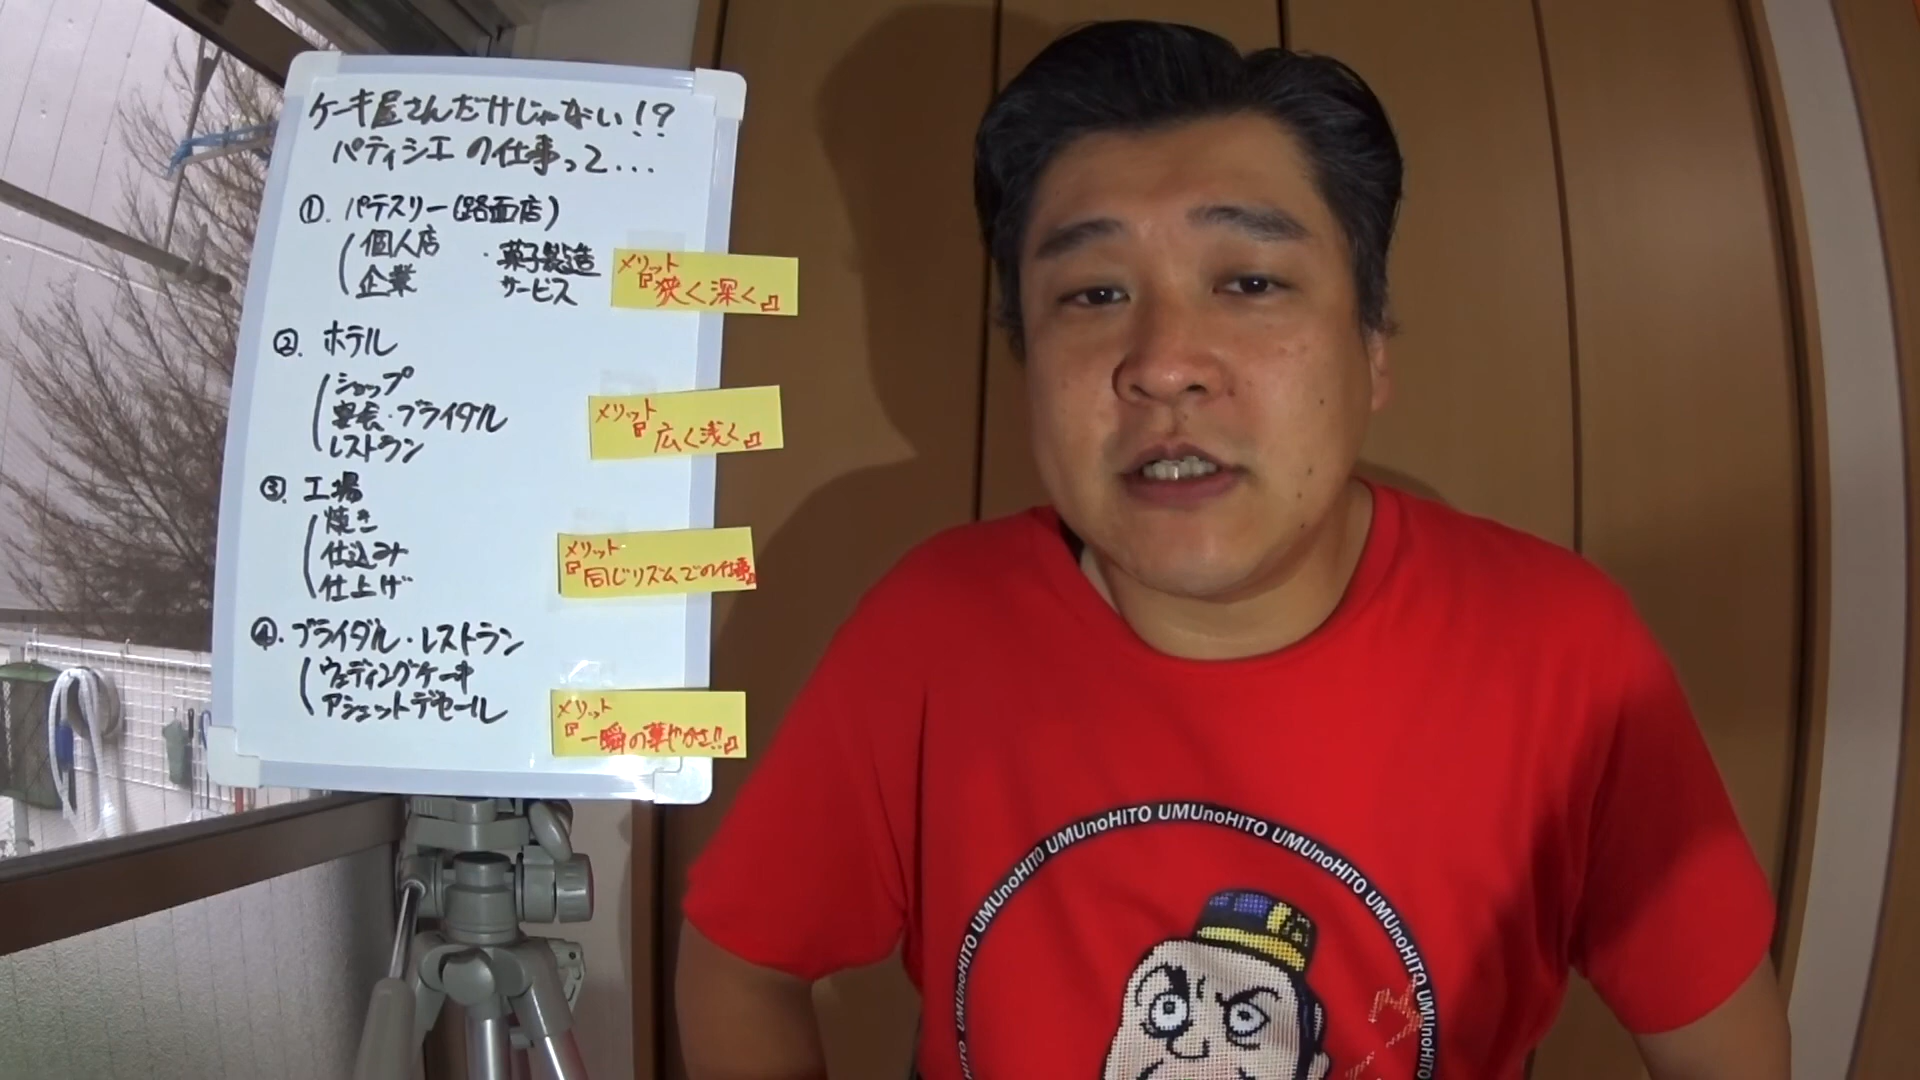 ケーキ屋さんだけじゃない!?
パティシエの仕事って...
①. パテスリー(路面店)
個人店
企業
・菓子製造
サービス
メリット
『狭く深く』
②. ホテル
ショップ
宴会・ブライダル
レストラン
メリット
『広く浅く』
③. 工場
焼き
仕込み
仕上げ
メリット
『同じリズムでの仕事』
④. ブライダル・レストラン
ウェディングケーキ
アシェットデセール
メリット
『一瞬の華やかさ!!』
UMUnoHITO UMUnoHITO UMUnoHITO UMUnoHITO UMUnoHITO UMUnoHITO UMUnoHITO